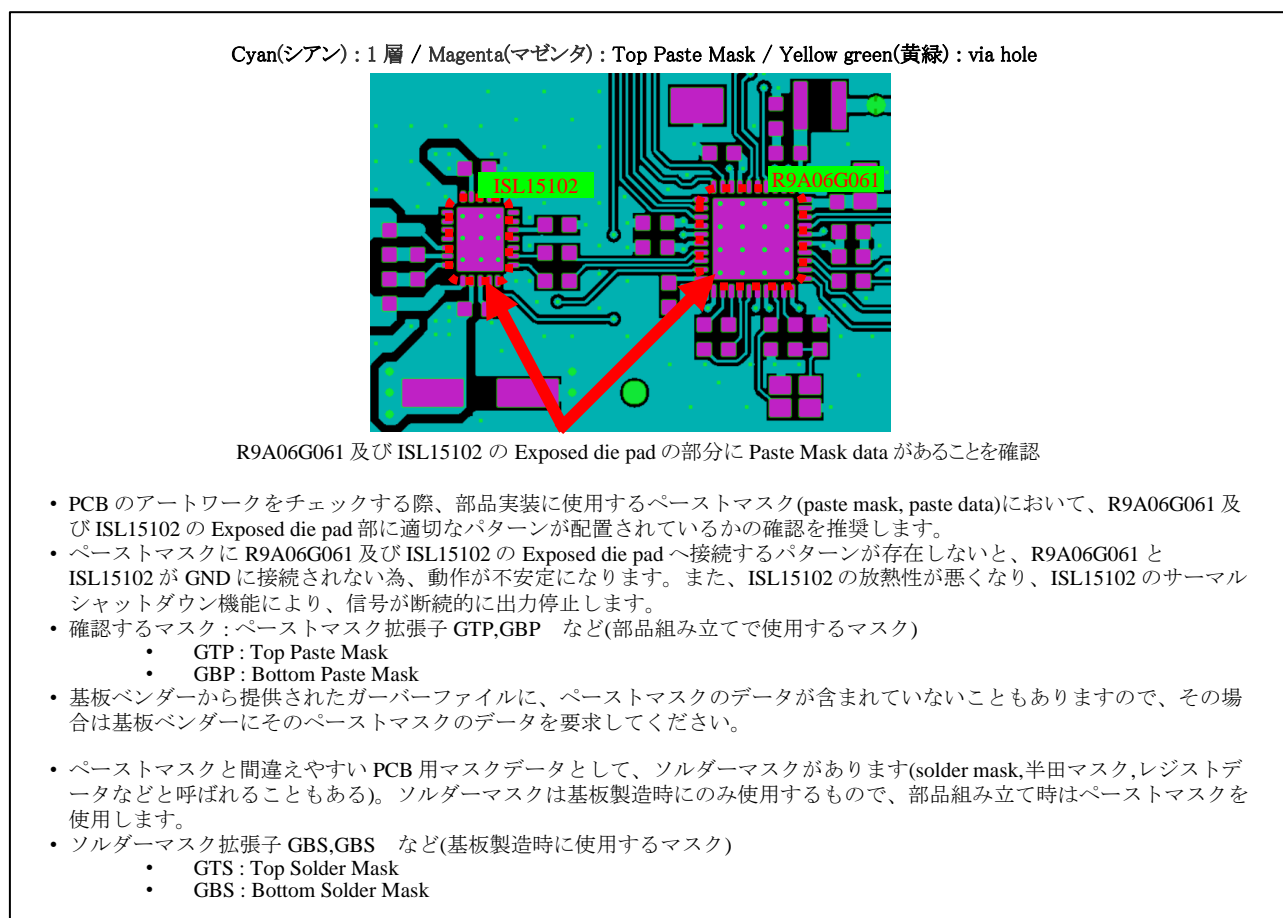 Cyan(シアン) : 1 層 / Magenta(マゼンタ) : Top Paste Mask / Yellow green(黄緑) : via hole
ISL15102
R9A06G061
R9A06G061 及び ISL15102 の Exposed die pad の部分に Paste Mask data があることを確認
• PCB のアートワークをチェックする際、部品実装に使用するペーストマスク(paste mask, paste data)において、R9A06G061 及
び ISL15102 の Exposed die pad 部に適切なパターンが配置されているかの確認を推奨します。
• ペーストマスクに R9A06G061 及び ISL15102 の Exposed die pad へ接続するパターンが存在しないと、R9A06G061 と
ISL15102 が GND に接続されない為、動作が不安定になります。また、ISL15102 の放熱性が悪くなり、ISL15102 のサーマル
シャットダウン機能により、信号が断続的に出力停止します。
• 確認するマスク : ペーストマスク拡張子 GTP,GBP　など(部品組み立てで使用するマスク)
• GTP : Top Paste Mask
• GBP : Bottom Paste Mask
• 基板ベンダーから提供されたガーバーファイルに、ペーストマスクのデータが含まれていないこともありますので、その場
合は基板ベンダーにそのペーストマスクのデータを要求してください。
• ペーストマスクと間違えやすい PCB 用マスクデータとして、ソルダーマスクがあります(solder mask,半田マスク,レジストデ
ータなどと呼ばれることもある)。ソルダーマスクは基板製造時にのみ使用するもので、部品組み立て時はペーストマスクを
使用します。
• ソルダーマスク拡張子 GBS,GBS　など(基板製造時に使用するマスク)
• GTS : Top Solder Mask
• GBS : Bottom Solder Mask